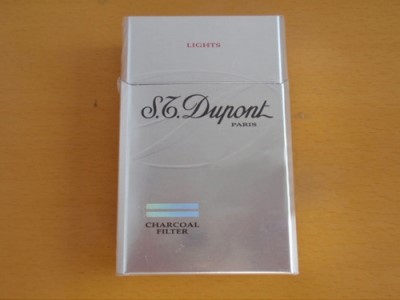 LIGHTS
S.T. Dupont
PARIS
CHARCOAL
FILTER